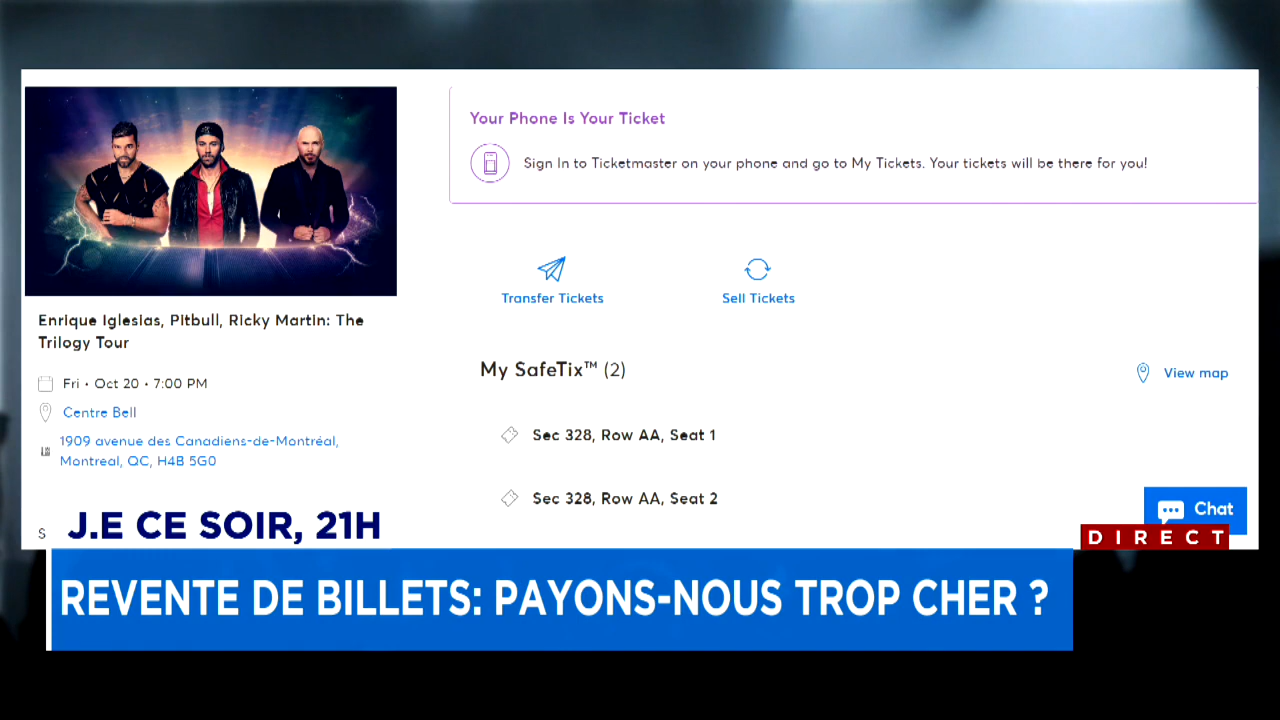 Your Phone Is Your Ticket
Sign In to Ticketmaster on your phone and go to My Tickets. Your tickets will be there for you!
Transfer Tickets
Sell Tickets
Enrique Iglesias, Pitbull, Ricky Martin: The
Trilogy Tour
Fri • Oct 20 • 7:00 PM
Centre Bell
1909 avenue des Canadiens-de-Montréal,
Montreal, QC, H4B 5G0
My SafeTix™ (2)
View map
Sec 328, Row AA, Seat 1
Sec 328, Row AA, Seat 2
Chat
S
J.E CE SOIR, 21H
DIRECT
REVENTE DE BILLETS: PAYONS-NOUS TROP CHER ?